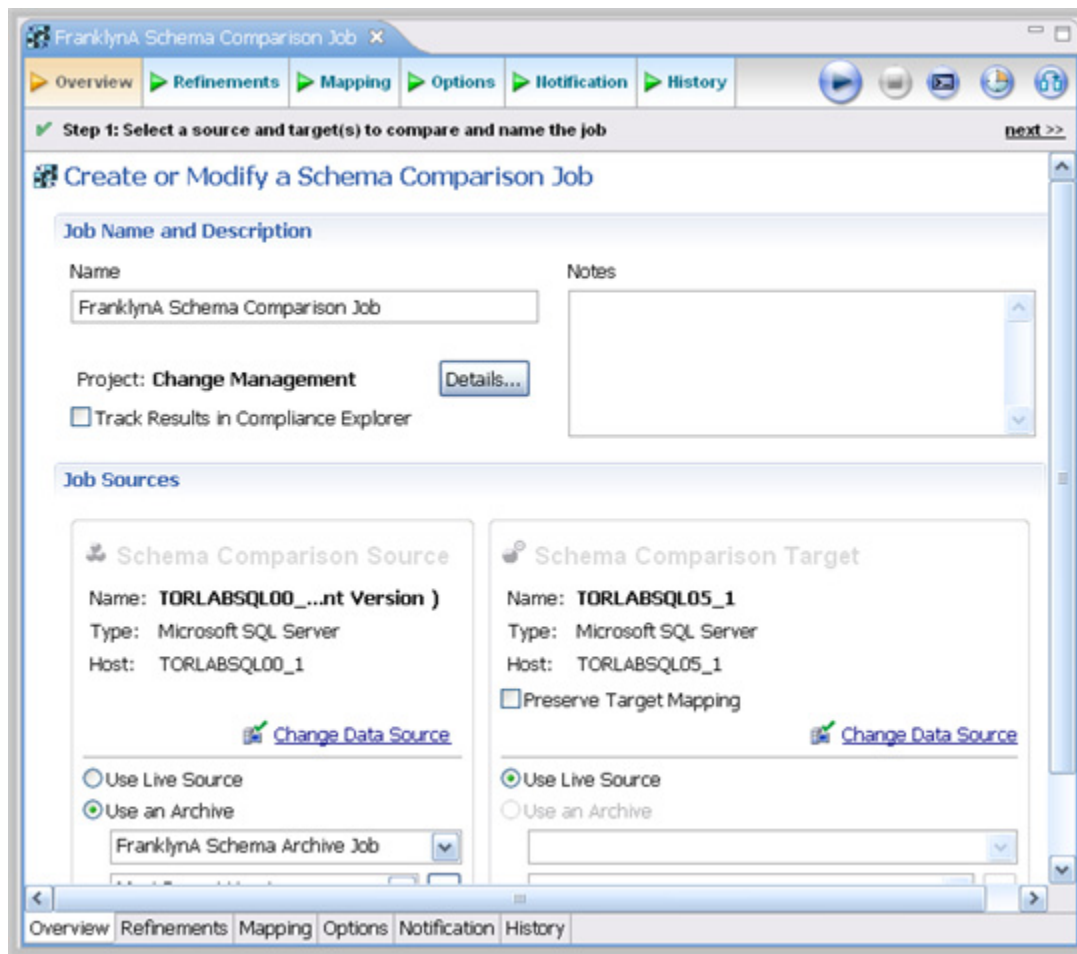 FranklynA Schema Comparison Job
Overview Refinements Mapping Options Notification History
Step 1: Select a source and target(s) to compare and name the job next >>
Create or Modify a Schema Comparison Job
Job Name and Description
Name Notes
FranklynA Schema Comparison Job
Project: Change Management Details...
Track Results in Compliance Explorer
Job Sources
Schema Comparison Source
Name: TORLABSQL00_...nt Version )
Type: Microsoft SQL Server
Host: TORLABSQL00_1
Change Data Source
Use Live Source
Use an Archive
FranklynA Schema Archive Job
Schema Comparison Target
Name: TORLABSQL05_1
Type: Microsoft SQL Server
Host: TORLABSQL05_1
Preserve Target Mapping
Change Data Source
Use Live Source
Use an Archive
Overview Refinements Mapping Options Notification History